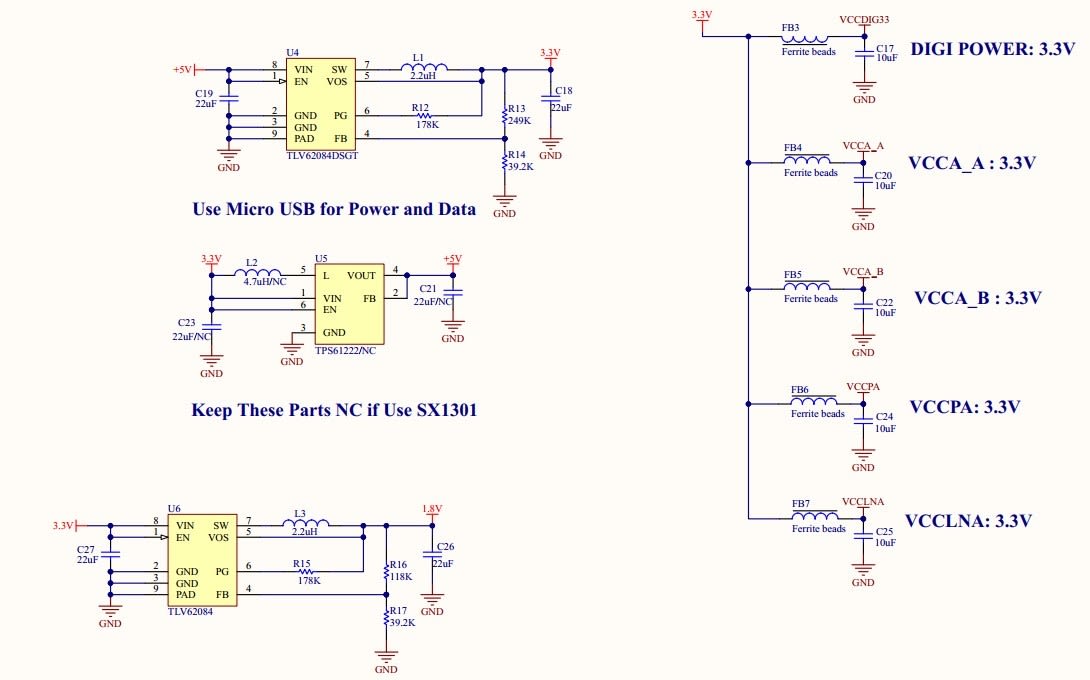 U4
+5V
8
1
2
3
9
VIN
EN
GND
GND
PAD
SW
VOS
PG
FB
7
5
6
4
TLV62084DSGT
C19
22uF
GND
L1
2.2uH
R12
178K
R13
249K
R14
39.2K
GND
3.3V
C18
22uF
GND
Use Micro USB for Power and Data
3.3V
L2
4.7uH/NC
U5
5
1
6
3
L
VIN
EN
GND
VOUT
FB
4
2
TPS61222/NC
C23
22uF/NC
GND
GND
+5V
C21
22uF/NC
GND
Keep These Parts NC if Use SX1301
U6
3.3V
8
1
2
3
9
VIN
EN
GND
GND
PAD
SW
VOS
PG
FB
7
5
6
4
TLV62084
C27
22uF
GND
L3
2.2uH
R15
178K
R16
118K
R17
39.2K
GND
1.8V
C26
22uF
GND
3.3V
FB3
Ferrite beads
VCCDIG33
C17
10uF
GND
DIGI POWER: 3.3V
FB4
Ferrite beads
VCCA_A
C20
10uF
GND
VCCA_A : 3.3V
FB5
Ferrite beads
VCCA_B
C22
10uF
GND
VCCA_B : 3.3V
FB6
Ferrite beads
VCCPA
C24
10uF
GND
VCCPA: 3.3V
FB7
Ferrite beads
VCCLNA
C25
10uF
GND
VCCLNA: 3.3V